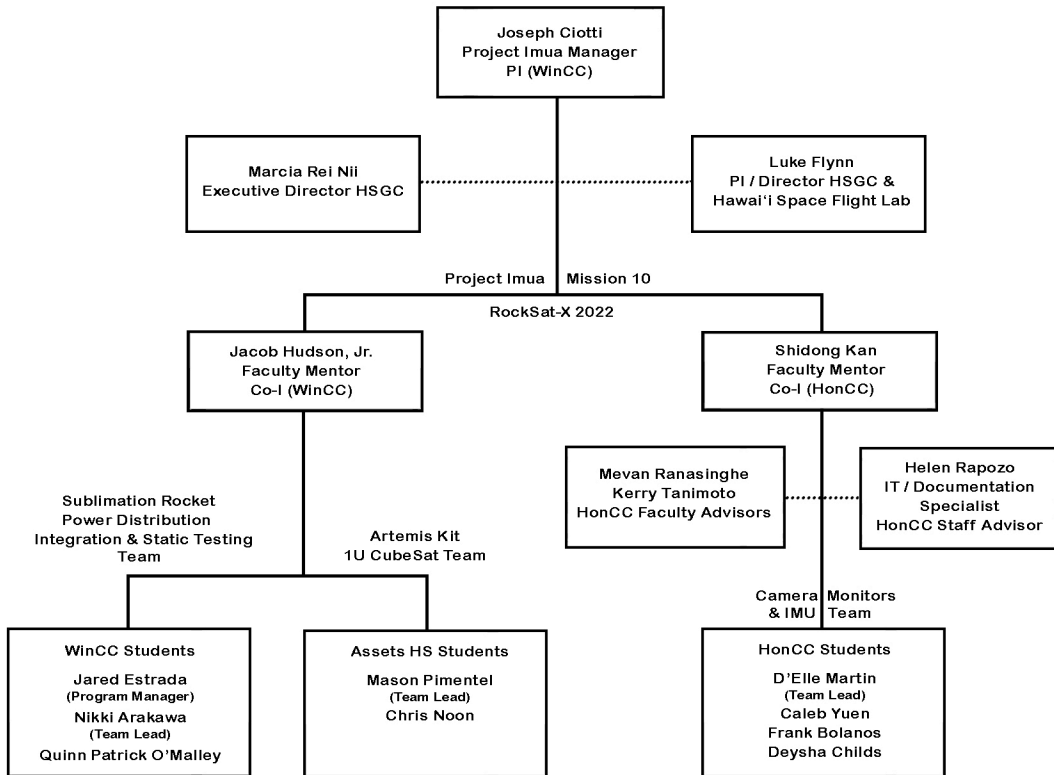 Joseph Ciotti
Project Imua Manager
PI (WinCC)
Marcia Rei Nii
Executive Director HSGC
Luke Flynn
PI / Director HSGC &
Hawai‘i Space Flight Lab
Project Imua Mission 10
RockSat-X 2022
Jacob Hudson, Jr.
Faculty Mentor
Co-I (WinCC)
Shidong Kan
Faculty Mentor
Co-I (HonCC)
Mevan Ranasinghe
Kerry Tanimoto
HonCC Faculty Advisors
Helen Rapozo
IT / Documentation
Specialist
HonCC Staff Advisor
Sublimation Rocket
Power Distribution
Integration & Static Testing
Team
Artemis Kit
1U CubeSat Team
Camera Monitors
& IMU Team
WinCC Students
Jared Estrada
(Program Manager)
Nikki Arakawa
(Team Lead)
Quinn Patrick O’Malley
Assets HS Students
Mason Pimentel
(Team Lead)
Chris Noon
HonCC Students
D’Elle Martin
(Team Lead)
Caleb Yuen
Frank Bolanos
Deysha Childs